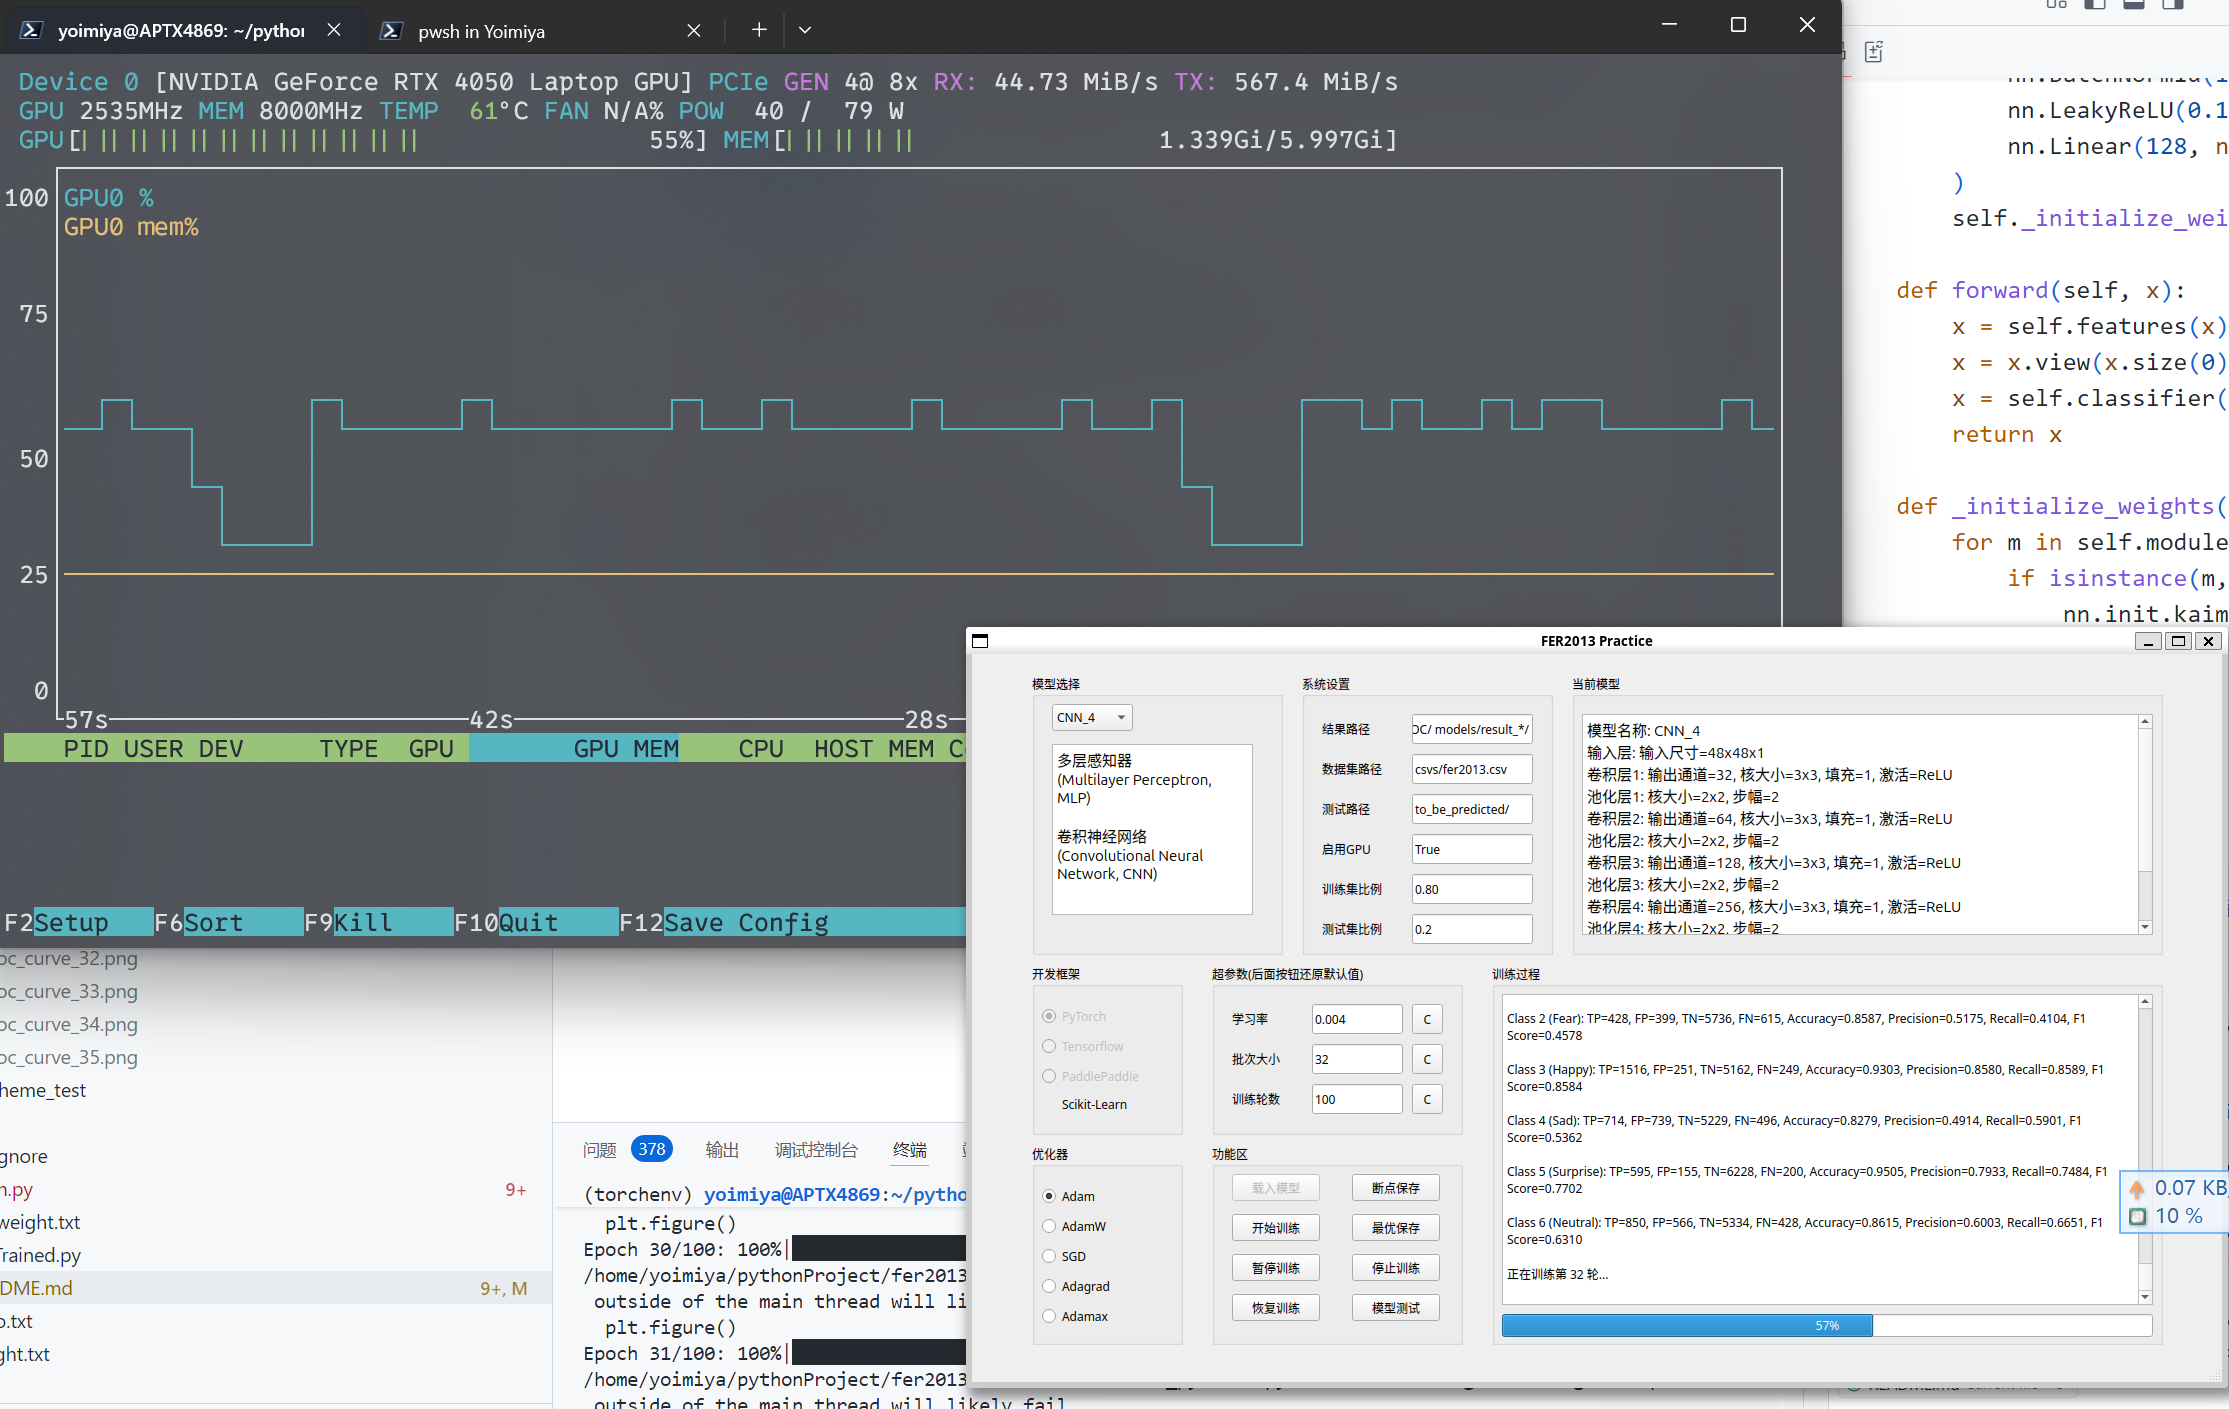 yoimiya@APTX4869: ~/python
pwsh in Yoimiya
Device 0 [NVIDIA GeForce RTX 4050 Laptop GPU] PCIe GEN 4@ 8x RX: 44.73 MiB/s TX: 567.4 MiB/s
GPU 2535MHz MEM 8000MHz TEMP 61°C FAN N/A% POW 40 / 79 W
GPU[ 55%] MEM[ 1.339Gi/5.997Gi]
100
GPU0 %
GPU0 mem%
75
50
25
0
57s 42s 28s
PID USER DEV TYPE GPU GPU MEM CPU HOST MEM
F2Setup F6Sort F9Kill F10Quit F12Save Config
nn.LeakyReLU(0.1
nn.Linear(128, n
)
self._initialize_wei
def forward(self, x):
x = self.features(x)
x = x.view(x.size(0)
x = self.classifier(
return x
def _initialize_weights(
for m in self.module
if isinstance(m,
nn.init.kaim
oc_curve_32.png
oc_curve_33.png
oc_curve_34.png
oc_curve_35.png
heme_test
gnore
n.py 9+
weight.txt
Trained.py
DME.md 9+, M
o.txt
ght.txt
问题 378 输出 调试控制台 终端
(torchenv) yoimiya@APTX4869:~/pytho
plt.figure()
Epoch 30/100: 100%|
/home/yoimiya/pythonProject/fer2013
outside of the main thread will li
plt.figure()
Epoch 31/100: 100%|
/home/yoimiya/pythonProject/fer2013
outside of the main thread will likely fail
FER2013 Practice
模型选择
CNN_4
多层感知器
(Multilayer Perceptron,
MLP)
卷积神经网络
(Convolutional Neural
Network, CNN)
系统设置
结果路径 OC/ models/result_*/
数据集路径 csvs/fer2013.csv
测试路径 to_be_predicted/
启用GPU True
训练集比例 0.80
测试集比例 0.2
当前模型
模型名称: CNN_4
输入层: 输入尺寸=48x48x1
卷积层1: 输出通道=32, 核大小=3x3, 填充=1, 激活=ReLU
池化层1: 核大小=2x2, 步幅=2
卷积层2: 输出通道=64, 核大小=3x3, 填充=1, 激活=ReLU
池化层2: 核大小=2x2, 步幅=2
卷积层3: 输出通道=128, 核大小=3x3, 填充=1, 激活=ReLU
池化层3: 核大小=2x2, 步幅=2
卷积层4: 输出通道=256, 核大小=3x3, 填充=1, 激活=ReLU
池化层4: 核大小=2x2, 步幅=2
开发框架
PyTorch
Tensorflow
PaddlePaddle
Scikit-Learn
超参数(后面按钮还原默认值)
学习率 0.004 C
批次大小 32 C
训练轮数 100 C
优化器
Adam
AdamW
SGD
Adagrad
Adamax
功能区
载入模型 断点保存
开始训练 最优保存
暂停训练 停止训练
恢复训练 模型测试
训练过程
Class 2 (Fear): TP=428, FP=399, TN=5736, FN=615, Accuracy=0.8587, Precision=0.5175, Recall=0.4104, F1
Score=0.4578
Class 3 (Happy): TP=1516, FP=251, TN=5162, FN=249, Accuracy=0.9303, Precision=0.8580, Recall=0.8589, F1
Score=0.8584
Class 4 (Sad): TP=714, FP=739, TN=5229, FN=496, Accuracy=0.8279, Precision=0.4914, Recall=0.5901, F1
Score=0.5362
Class 5 (Surprise): TP=595, FP=155, TN=6228, FN=200, Accuracy=0.9505, Precision=0.7933, Recall=0.7484, F1
Score=0.7702
Class 6 (Neutral): TP=850, FP=566, TN=5334, FN=428, Accuracy=0.8615, Precision=0.6003, Recall=0.6651, F1
Score=0.6310
正在训练第 32 轮...
57%
0.07 KB
10 %